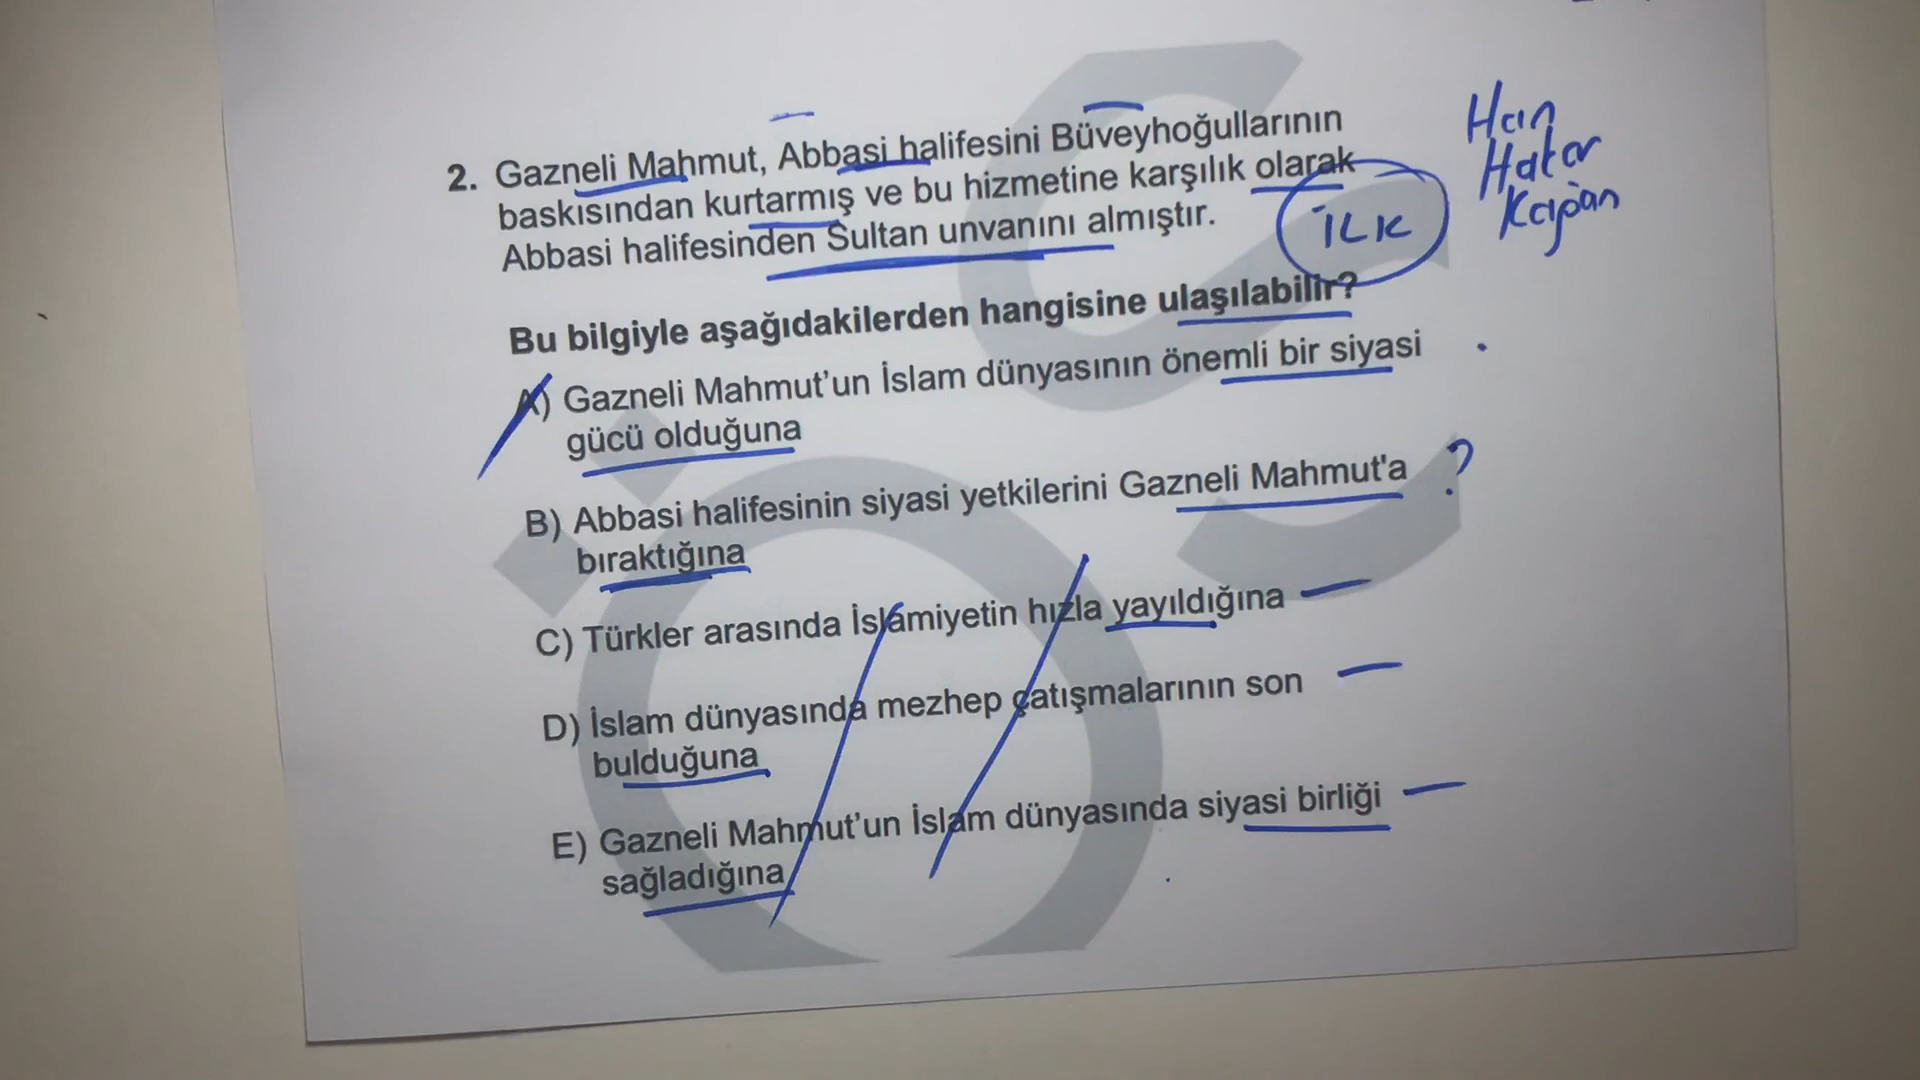 2. Gazneli Mahmut, Abbasi halifesini Büveyhoğullarının
baskısından kurtarmış ve bu hizmetine karşılık olarak
Abbasi halifesinden Sultan unvanını almıştır.
İLK
Han
Hakan
Kapan
Bu bilgiyle aşağıdakilerden hangisine ulaşılabilir?
A) Gazneli Mahmut'un İslam dünyasının önemli bir siyasi
gücü olduğuna
B) Abbasi halifesinin siyasi yetkilerini Gazneli Mahmut'a
bıraktığına
?
C) Türkler arasında İslamiyetin hızla yayıldığına
D) İslam dünyasında mezhep çatışmalarının son
bulduğuna
E) Gazneli Mahmut'un İslam dünyasında siyasi birliği
sağladığına